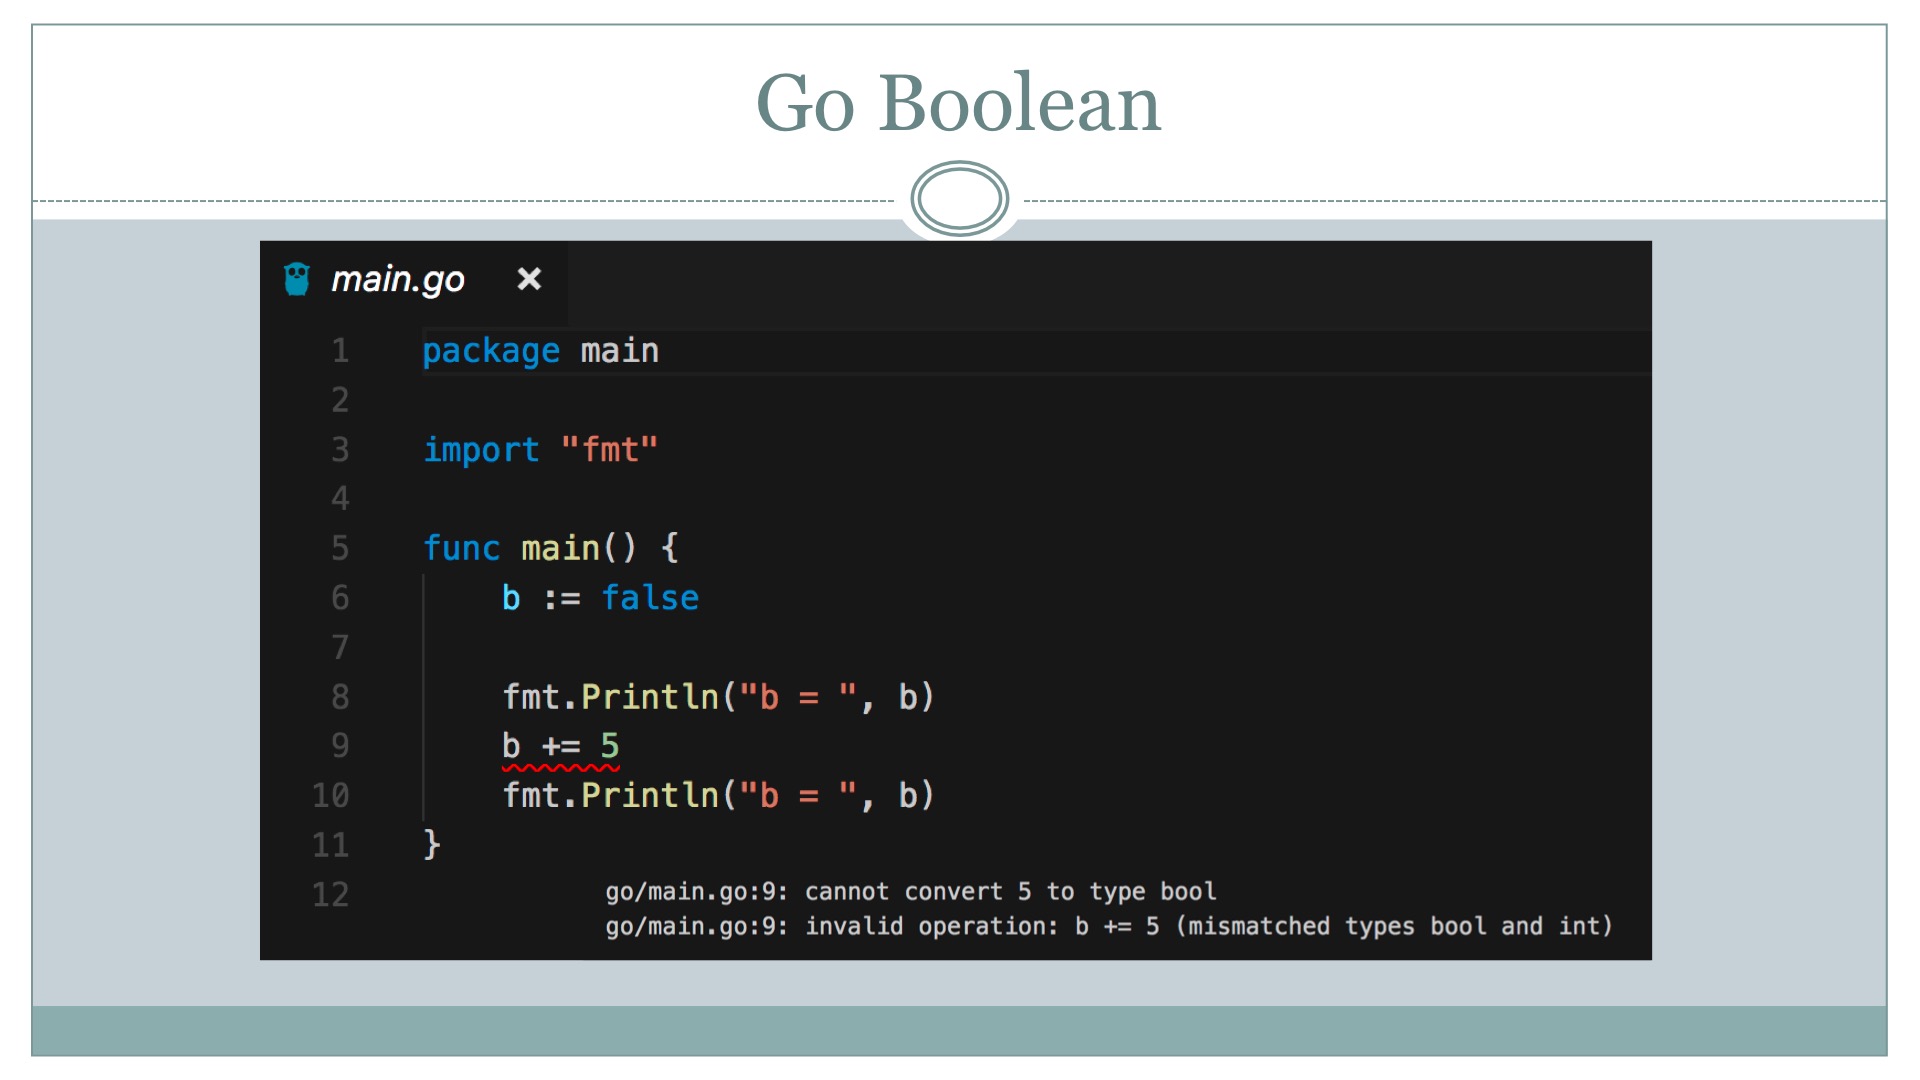 Go Boolean
main.go ×
1 package main
2
3 import "fmt"
4
5 func main() {
6 b := false
7
8 fmt.Println("b = ", b)
9 b += 5
10 fmt.Println("b = ", b)
11 }
12
go/main.go:9: cannot convert 5 to type bool
go/main.go:9: invalid operation: b += 5 (mismatched types bool and int)